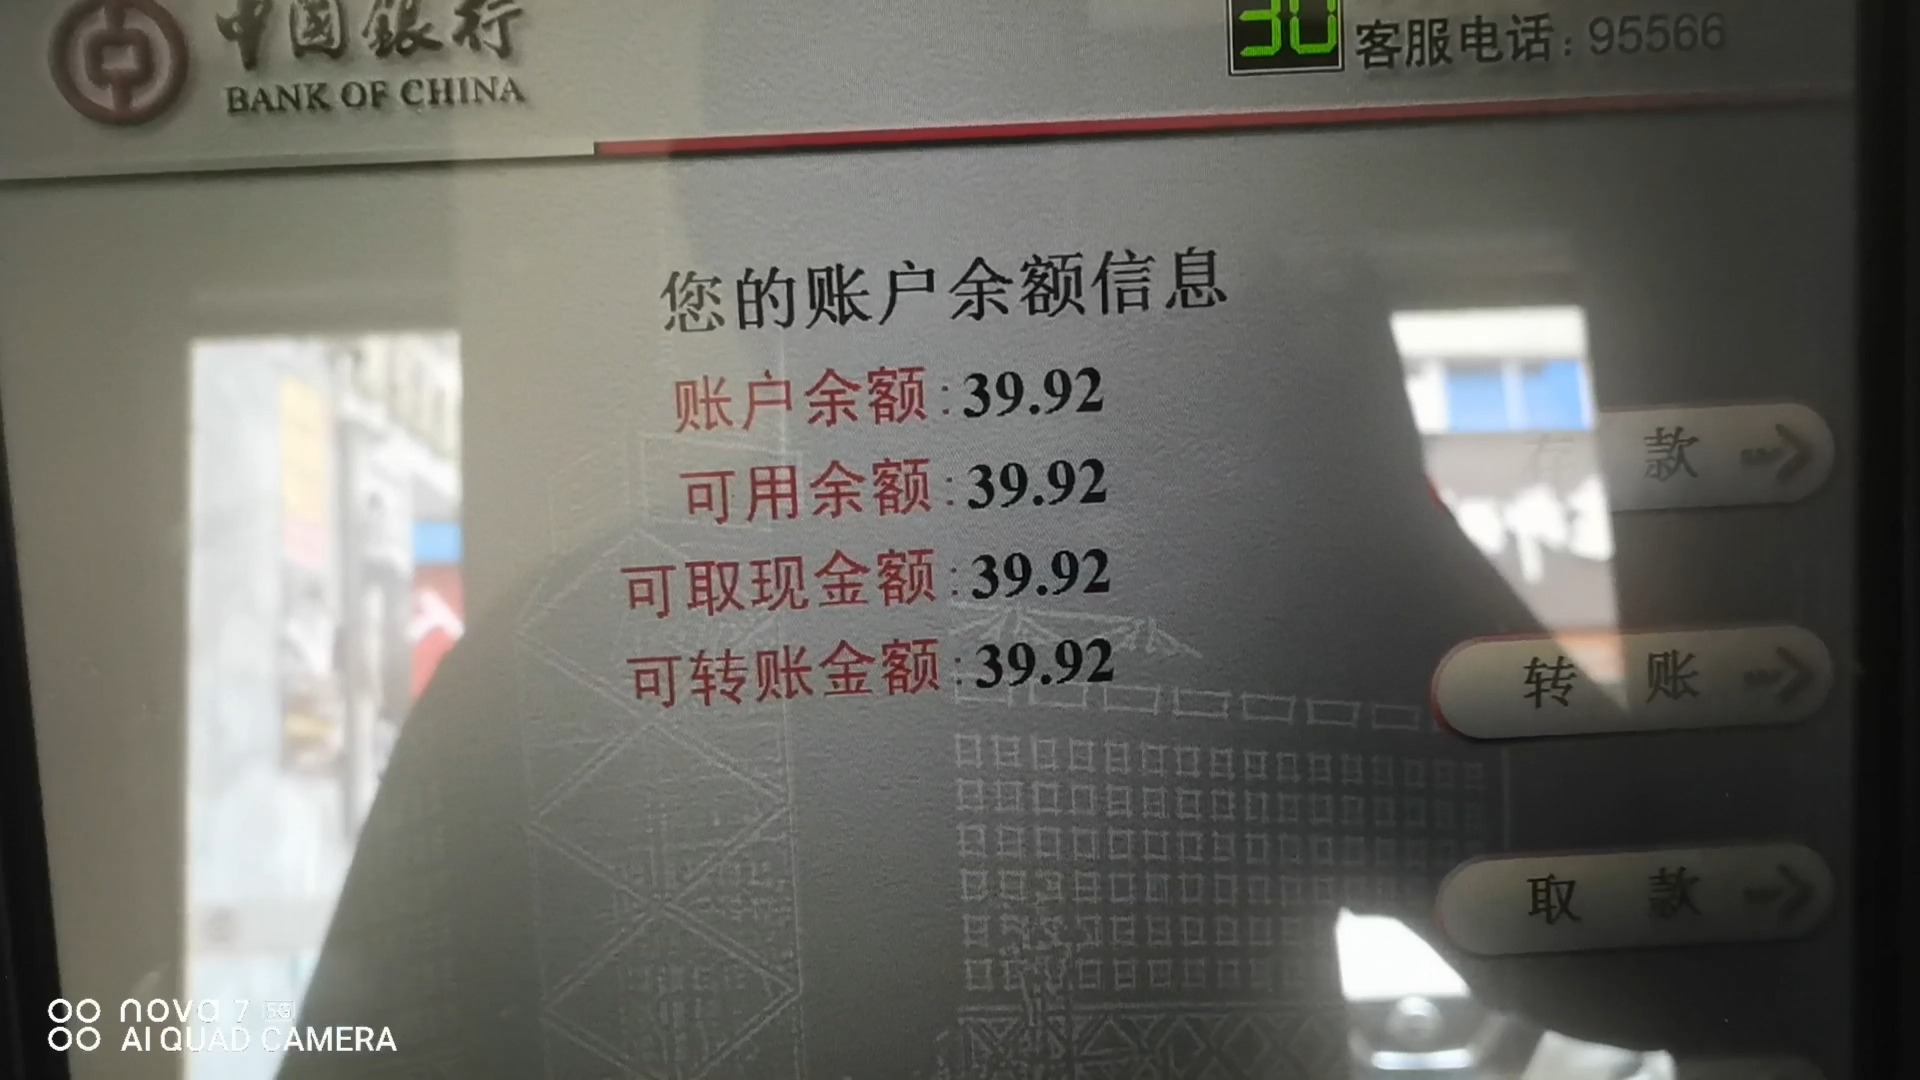 中国银行
BANK OF CHINA
30
客服电话:95566
您的账户余额信息
账户余额:39.92
可用余额:39.92
可取现金额:39.92
可转账金额:39.92
款
转 账
取 款
nova 7 5G
AI QUAD CAMERA